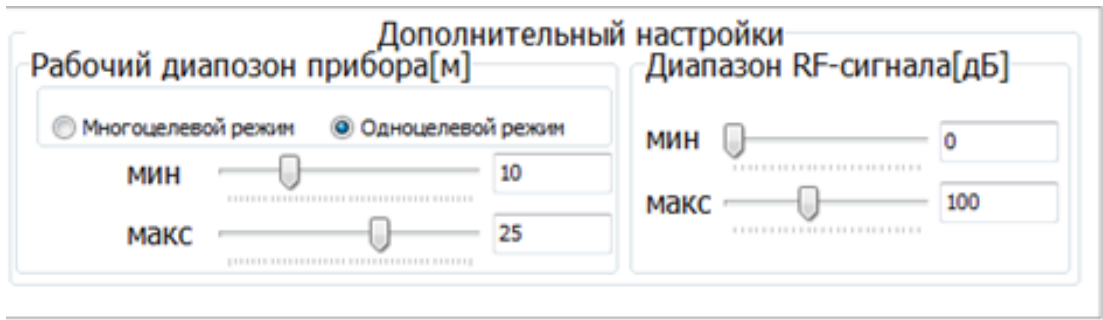 Дополнительный настройки
Рабочий диапозон прибора[м]
Многоцелевой режим Одноцелевой режим
мин 10
макс 25
Диапазон RF-сигнала[дБ]
мин 0
макс 100